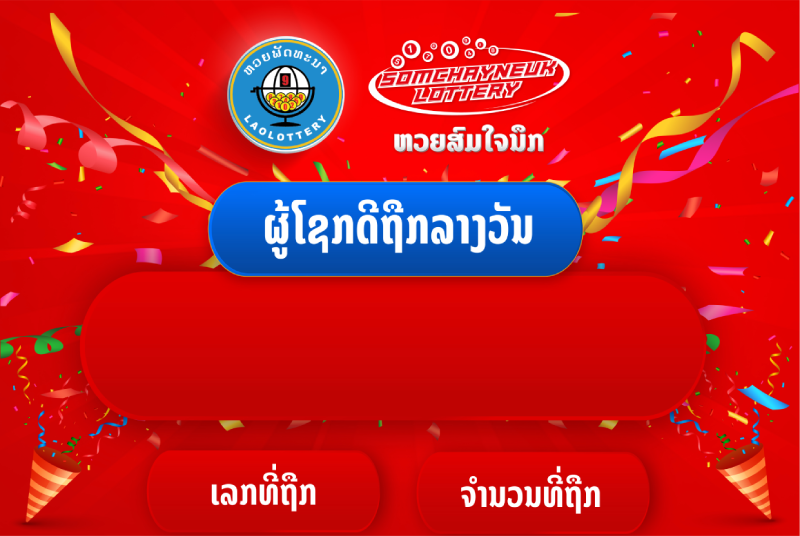 ຫວຍພັດທະນາ
9
LAOLOTTERY
SOMCHAYNEUK
LOTTERY
ຫວຍສົມໃຈນຶກ
ຜູ້ໂຊກດີຖືກລາງວັນ
ເລກທີ່ຖືກ
ຈຳນວນທີ່ຖືກ